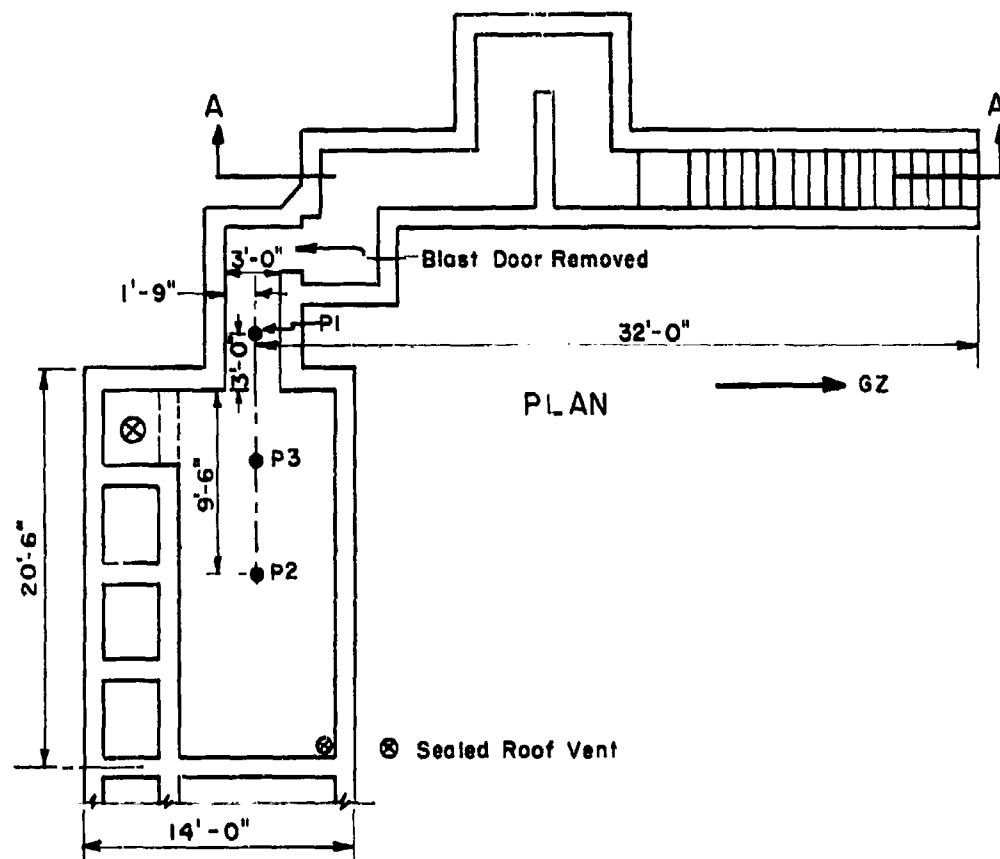 A
A
Blast Door Removed
3'-0"
1'-9"
P1
3'-0"
32'-0"
GZ
PLAN
P3
9'-6"
20'-6"
P2
⊗ Sealed Roof Vent
14'-0"